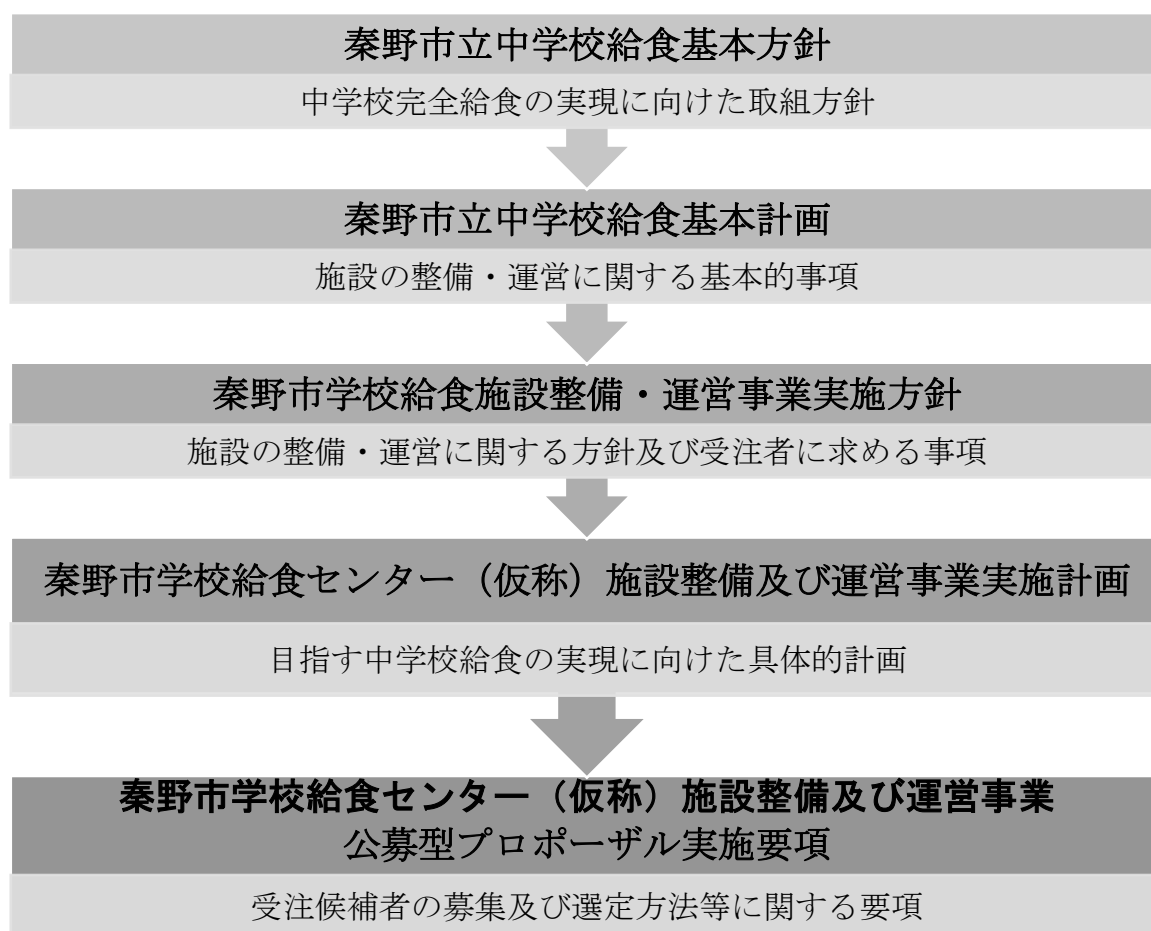 秦野市立中学校給食基本方針
中学校完全給食の実現に向けた取組方針
秦野市立中学校給食基本計画
施設の整備・運営に関する基本的事項
秦野市学校給食施設整備・運営事業実施方針
施設の整備・運営に関する方針及び受注者に求める事項
秦野市学校給食センター（仮称）施設整備及び運営事業実施計画
目指す中学校給食の実現に向けた具体的計画
秦野市学校給食センター（仮称）施設整備及び運営事業
公募型プロポーザル実施要項
受注候補者の募集及び選定方法等に関する要項